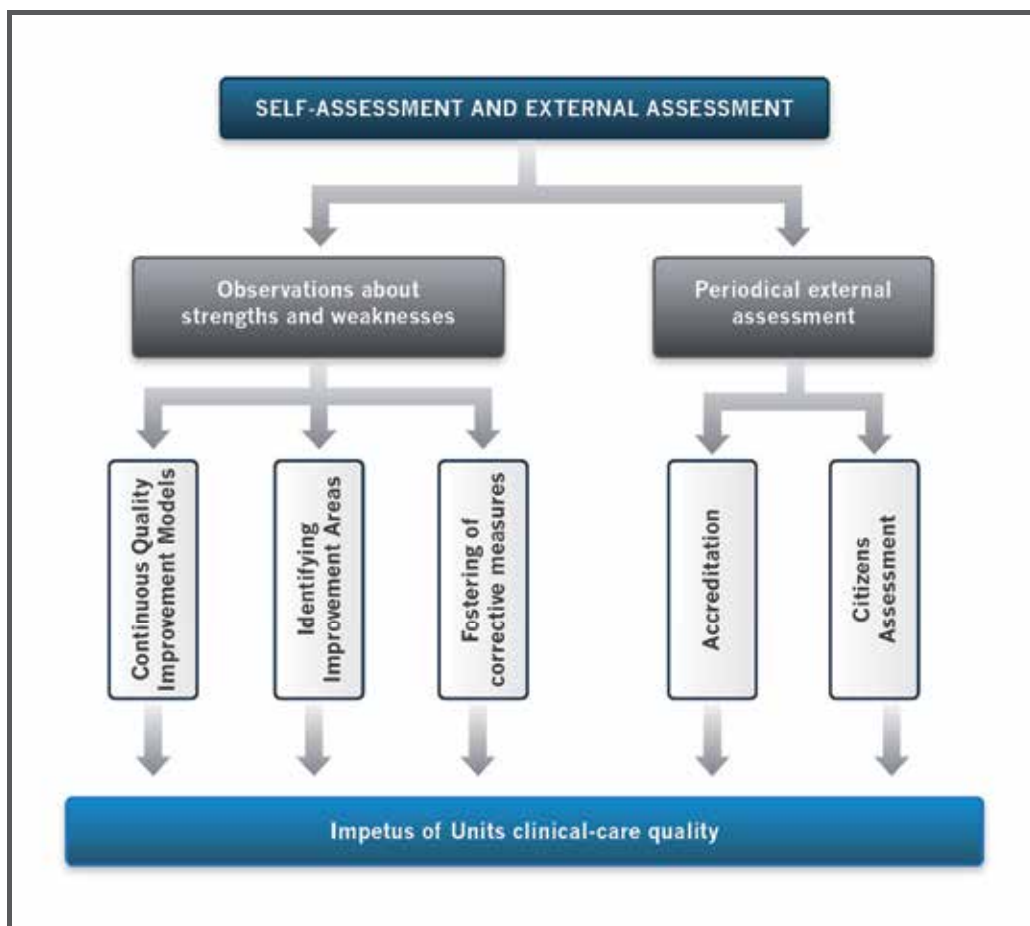 SELF-ASSESSMENT AND EXTERNAL ASSESSMENT
Observations about
strengths and weaknesses
Periodical external
assessment
Continuous Quality
Improvement Models
Identifying
Improvement Areas
Fostering of
corrective measures
Accreditation
Citizens
Assessment
Impetus of Units clinical-care quality